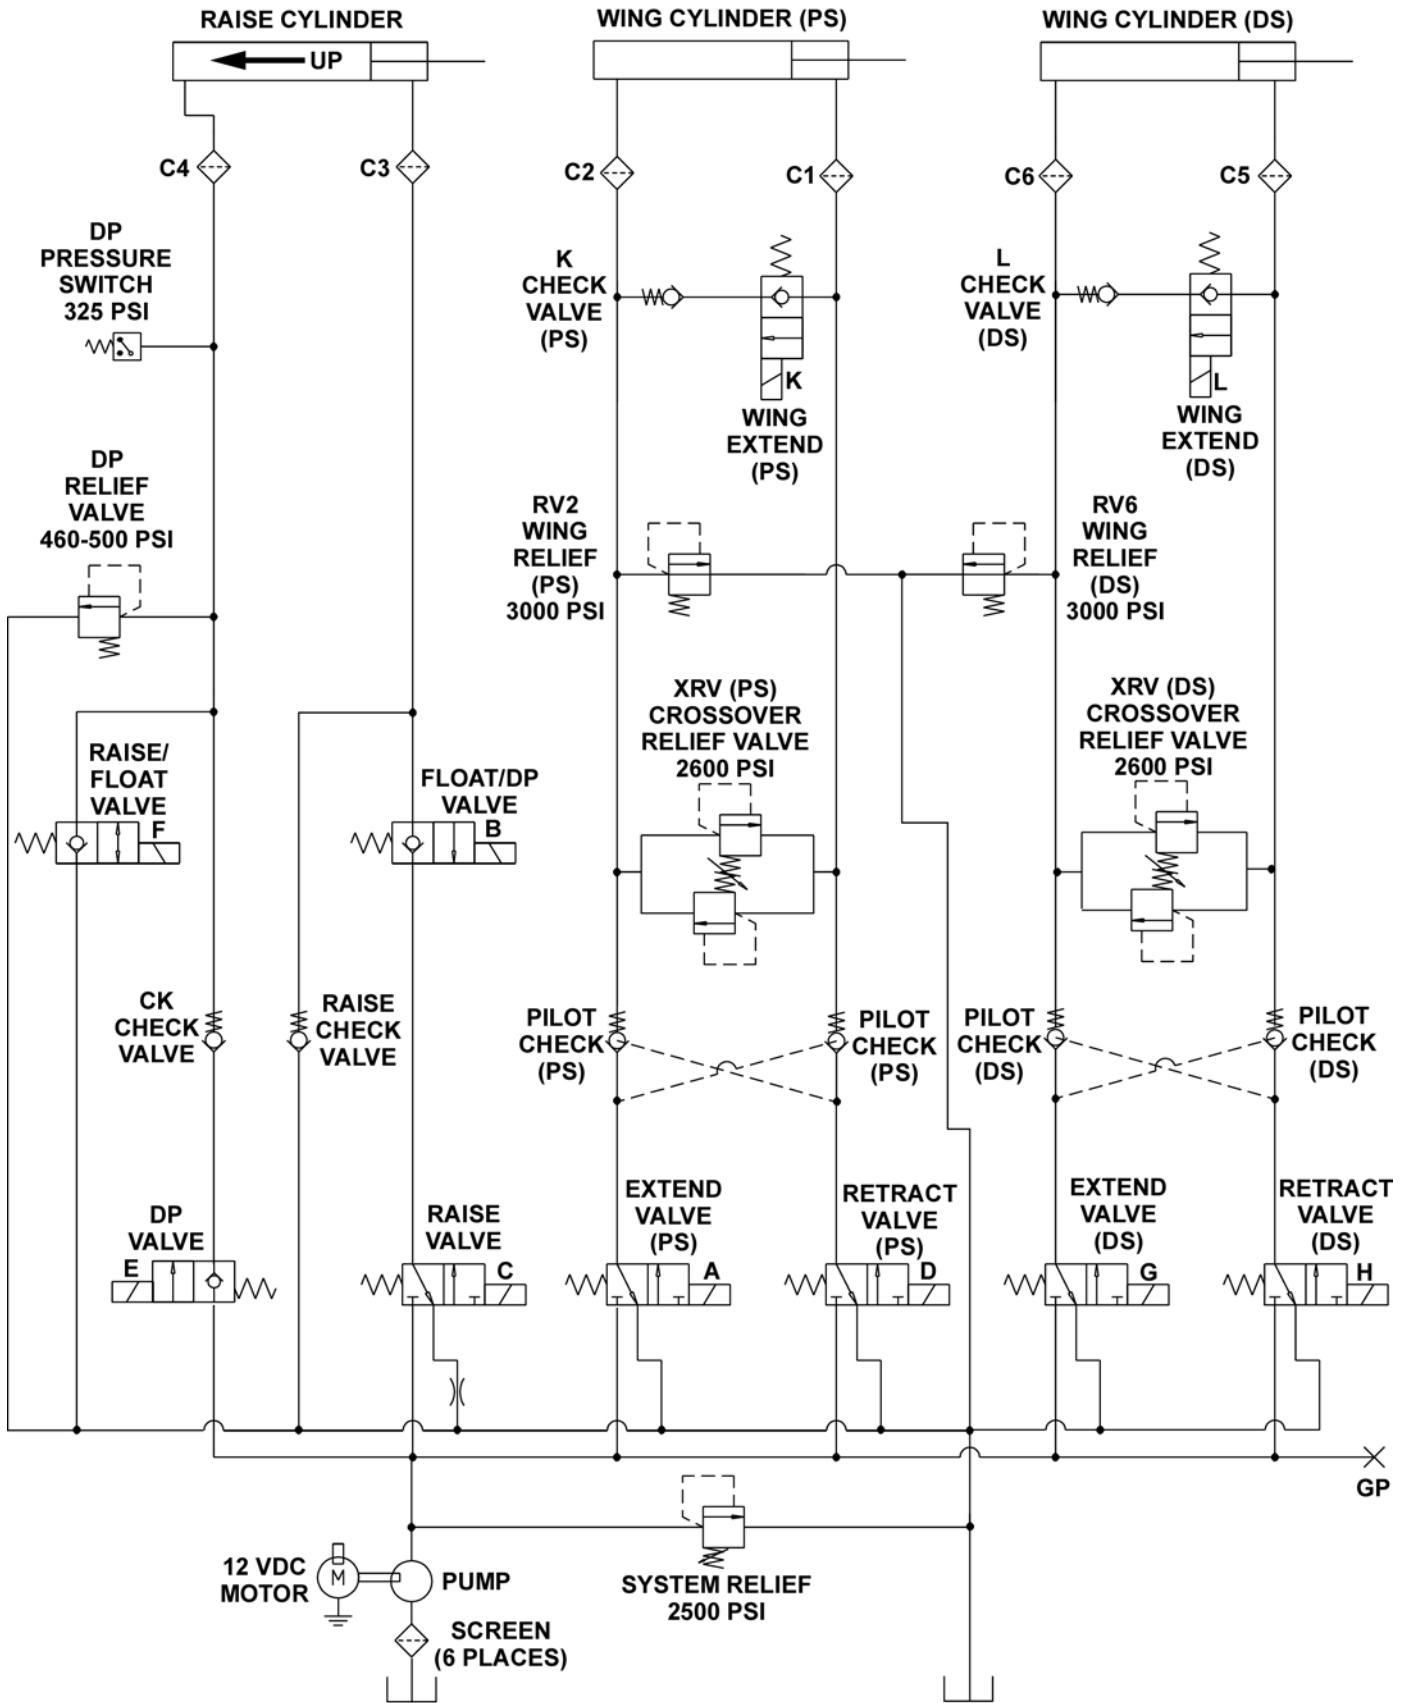 RAISE CYLINDER
WING CYLINDER (PS)
WING CYLINDER (DS)
UP
C4
C3
C2
C1
C6
C5
DP
PRESSURE
SWITCH
325 PSI
K
CHECK
VALVE
(PS)
K
WING
EXTEND
(PS)
L
CHECK
VALVE
(DS)
L
WING
EXTEND
(DS)
DP
RELIEF
VALVE
460-500 PSI
RV2
WING
RELIEF
(PS)
3000 PSI
RV6
WING
RELIEF
(DS)
3000 PSI
RAISE/
FLOAT
VALVE
F
FLOAT/DP
VALVE
B
XRV (PS)
CROSSOVER
RELIEF VALVE
2600 PSI
XRV (DS)
CROSSOVER
RELIEF VALVE
2600 PSI
CK
CHECK
VALVE
RAISE
CHECK
VALVE
PILOT
CHECK
(PS)
PILOT
CHECK
(PS)
PILOT
CHECK
(DS)
PILOT
CHECK
(DS)
DP
VALVE
E
RAISE
VALVE
C
EXTEND
VALVE
(PS)
A
RETRACT
VALVE
(PS)
D
EXTEND
VALVE
(DS)
G
RETRACT
VALVE
(DS)
H
GP
12 VDC
MOTOR
M
PUMP
SYSTEM RELIEF
2500 PSI
SCREEN
(6 PLACES)